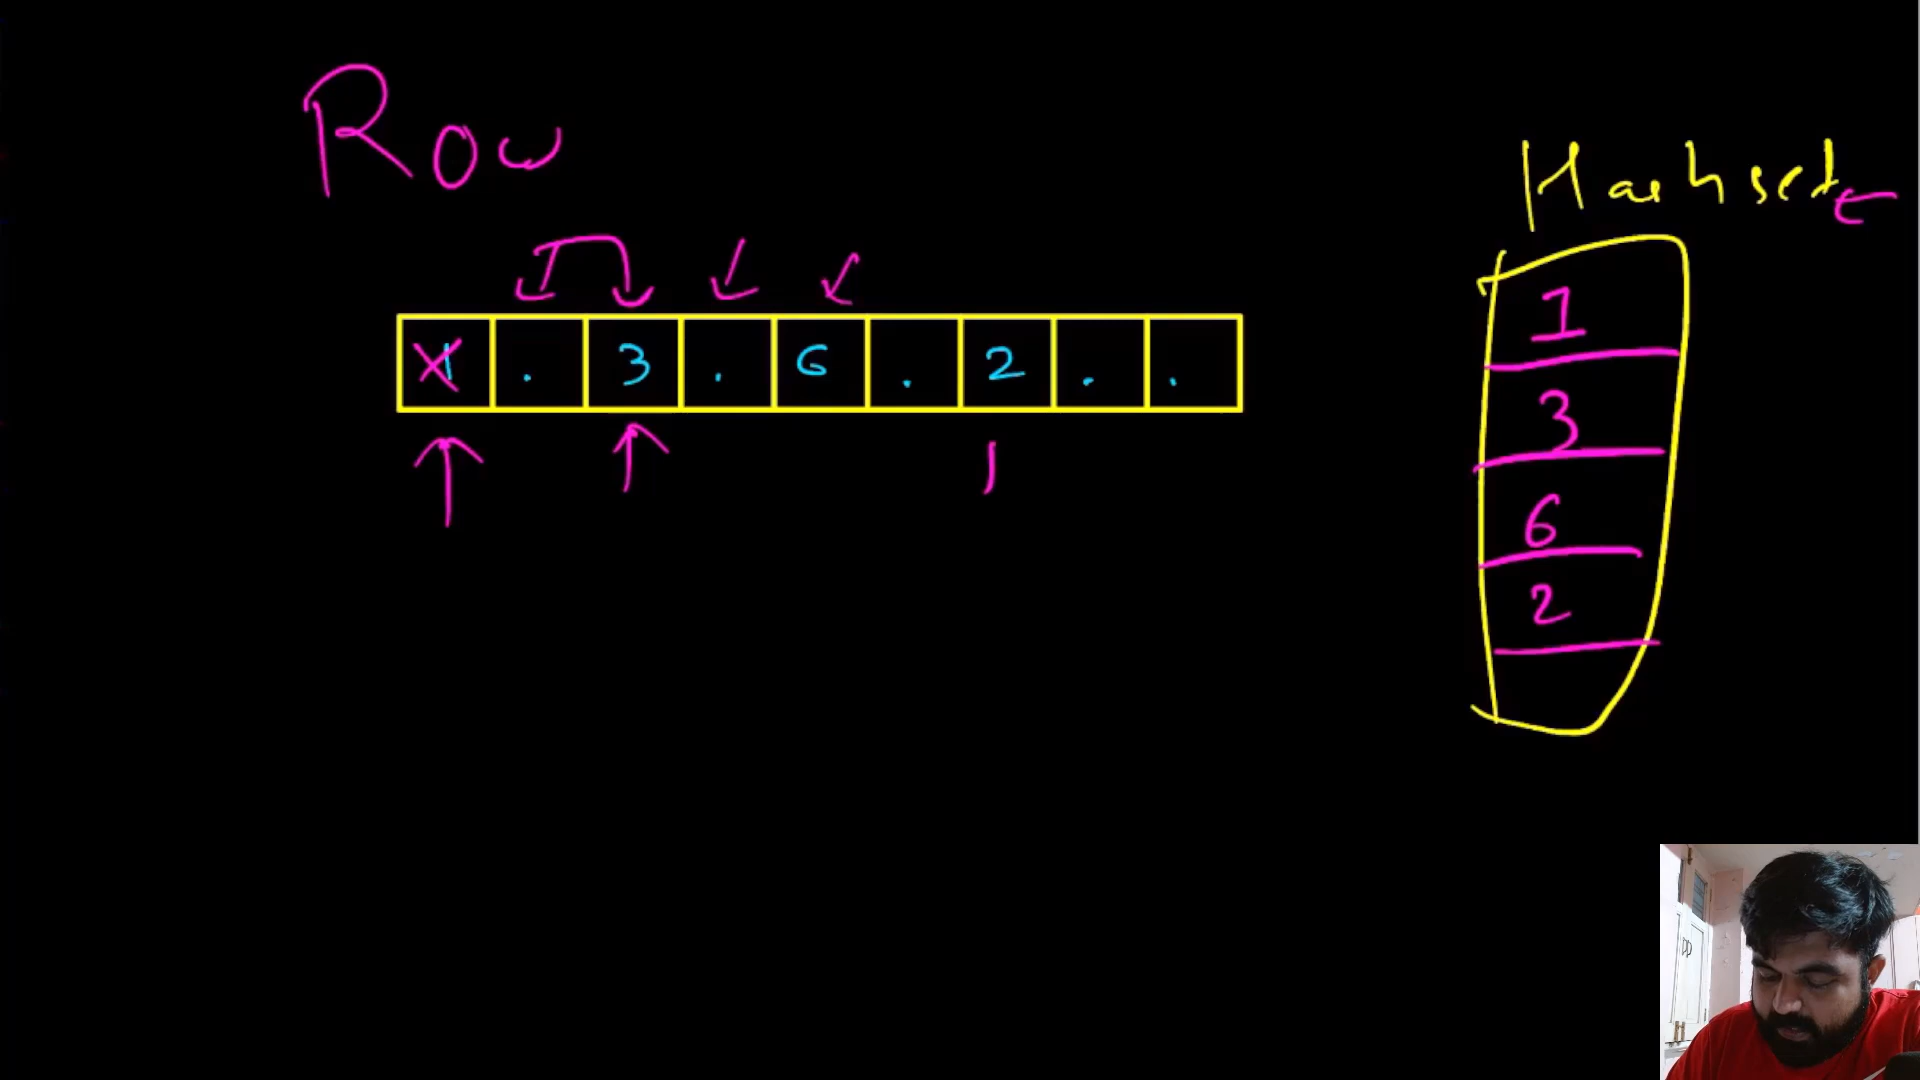 Row
Hashset
1 . 3 . 6 . 2 . .
1
3
6
2